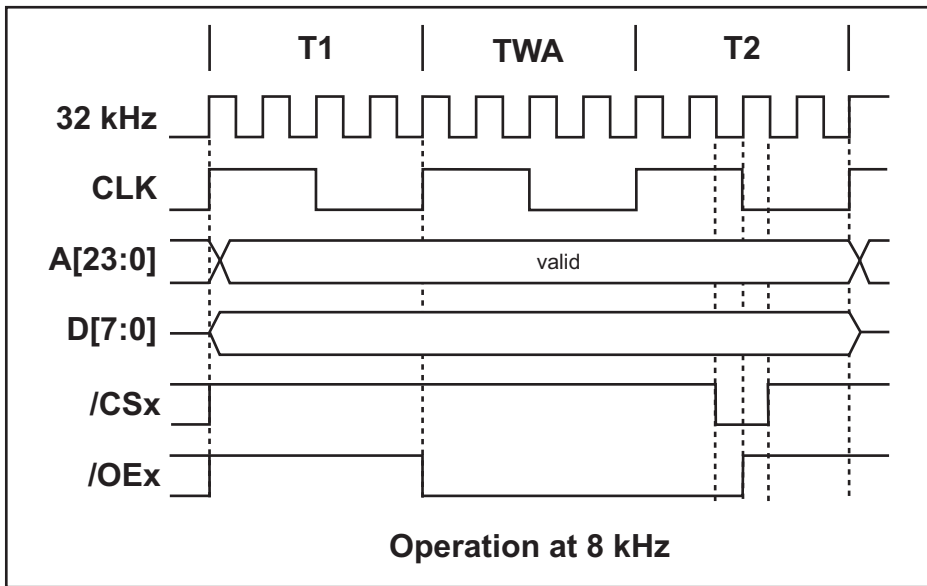 T1 TWA T2
32 kHz
CLK
A[23:0] valid
D[7:0]
/CSx
/OEx
Operation at 8 kHz